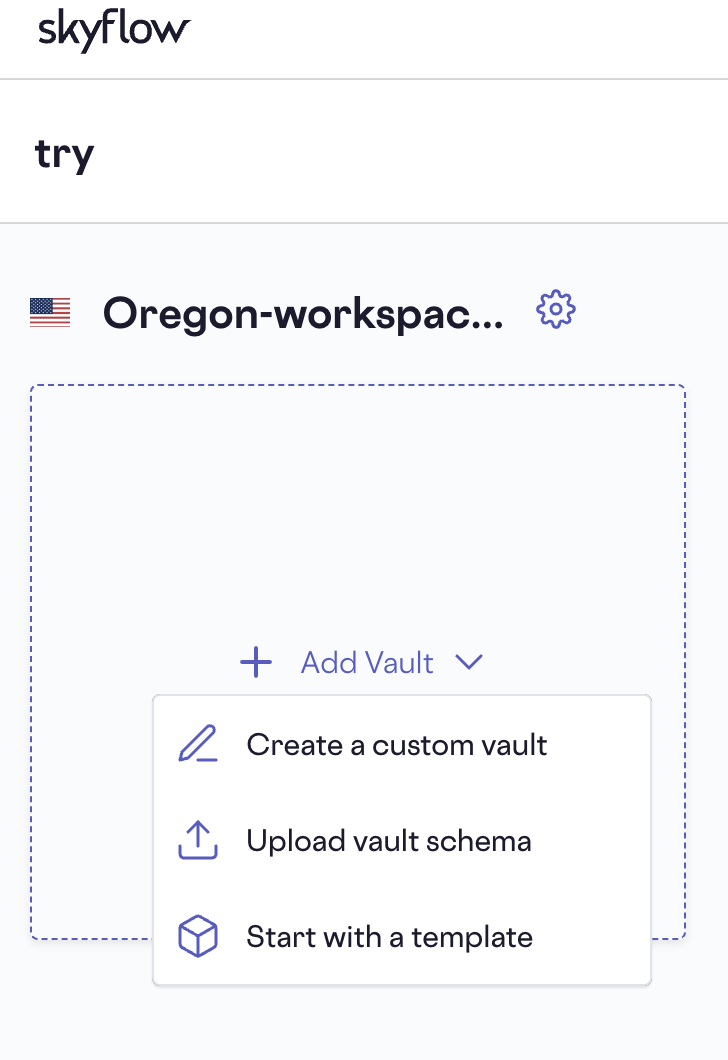 skyflow
try
Oregon-workspac...
Add Vault
Create a custom vault
Upload vault schema
Start with a template